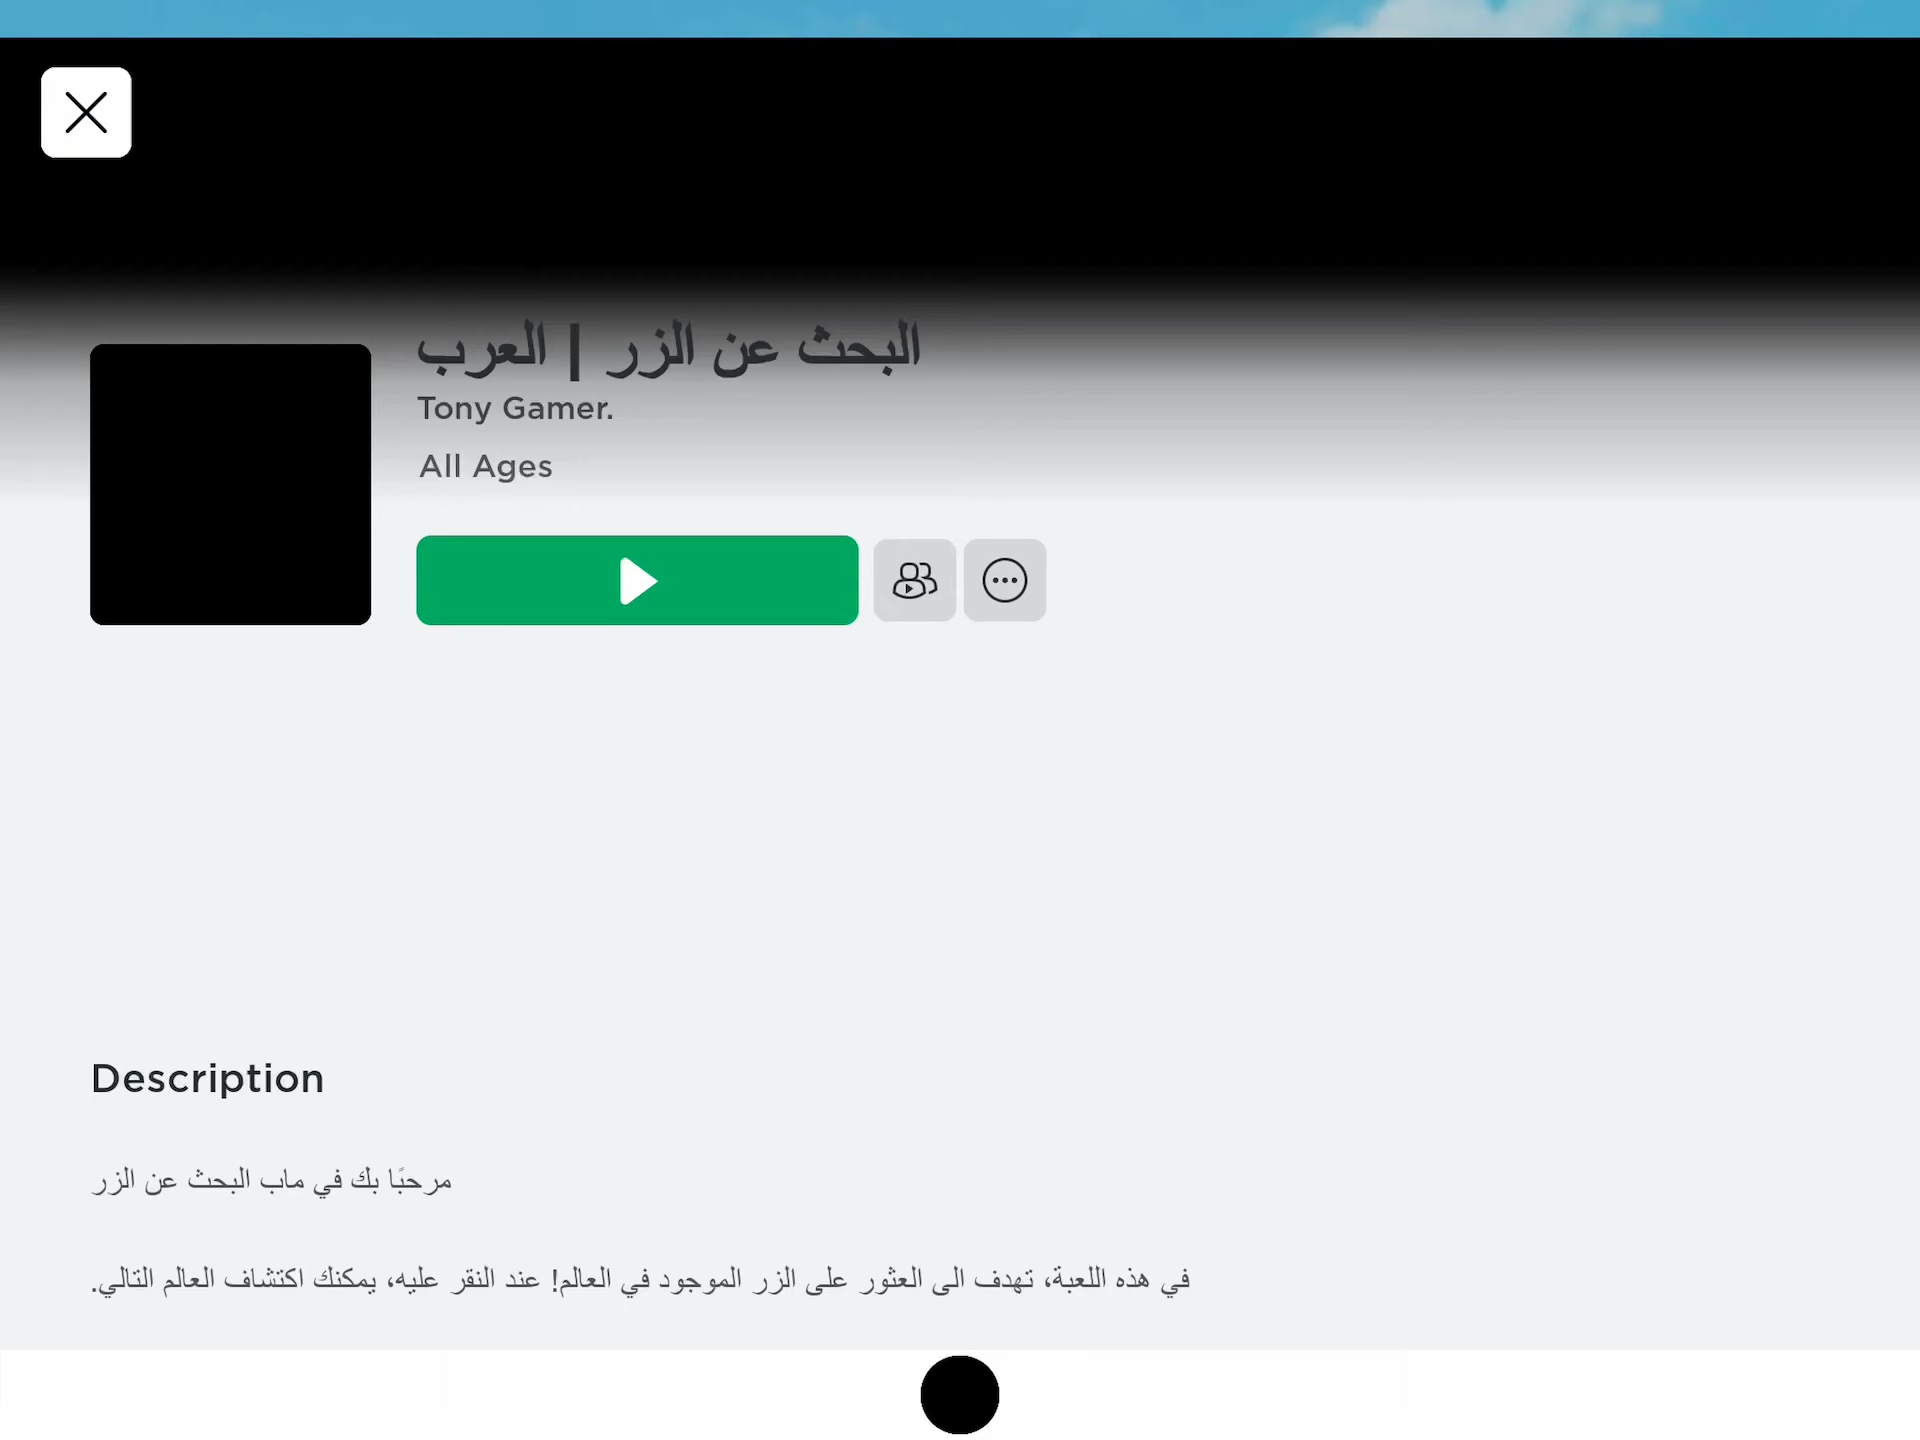 البحث عن الزر | العرب
Tony Gamer.
All Ages
Description
مرحبًا بك في ماب البحث عن الزر
في هذه اللعبة، تهدف الى العثور على الزر الموجود في العالم! عند النقر عليه، يمكنك اكتشاف العالم التالي.